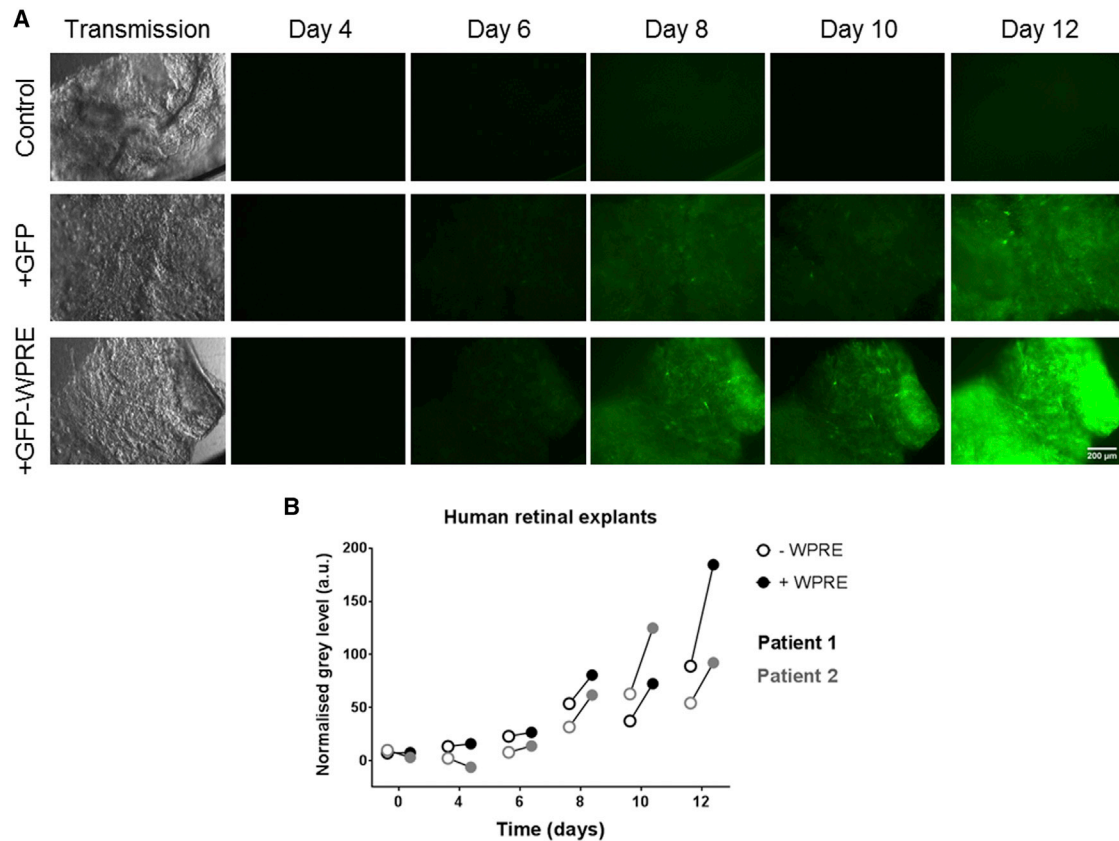 A
Transmission Day 4 Day 6 Day 8 Day 10 Day 12
Control
+GFP
+GFP-WPRE
200 µm
B
Human retinal explants
Normalised grey level (a.u.)
200
150
100
50
0
0 4 6 8 10 12
Time (days)
- WPRE
+ WPRE
Patient 1
Patient 2